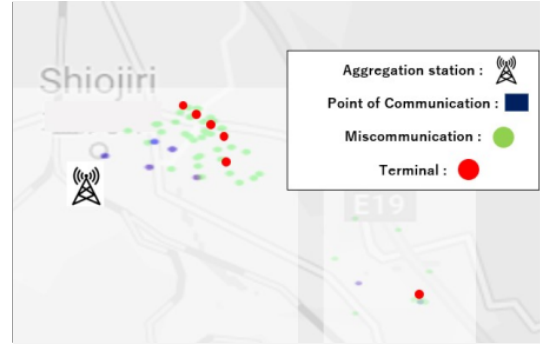 Shiojiri
Aggregation station :
Point of Communication :
Miscommunication :
Terminal :
E19